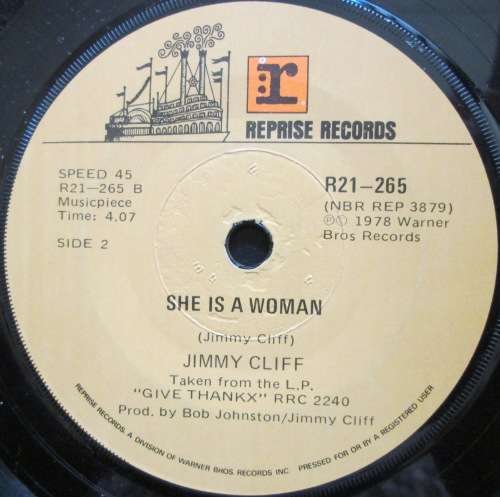 r
REPRISE RECORDS
SPEED 45
R21-265 B
Musicpiece
Time: 4.07
SIDE 2
R21-265
(NBR REP 3879)
℗© 1978 Warner
Bros Records
SHE IS A WOMAN
(Jimmy Cliff)
JIMMY CLIFF
Taken from the L.P.
"GIVE THANKX" RRC 2240
Prod. by Bob Johnston/Jimmy Cliff
REPRISE RECORDS. A DIVISION OF WARNER BROS. RECORDS INC. PRESSED FOR OR BY A REGISTERED USER